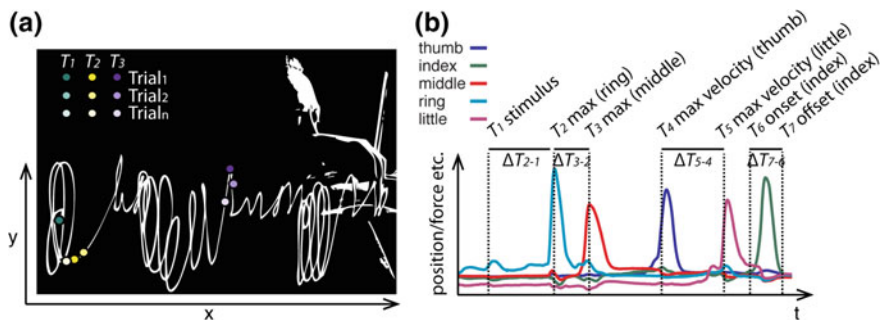 (a)
T1 T2 T3
Trial1
Trial2
Trialn
y
x
(b)
thumb
index
middle
ring
little
T1 stimulus
T2 max (ring)
T3 max (middle)
T4 max velocity (thumb)
T5 max velocity (little)
T6 onset (index)
T7 offset (index)
ΔT2-1
ΔT3-2
ΔT5-4
ΔT7-6
position/force etc.
t